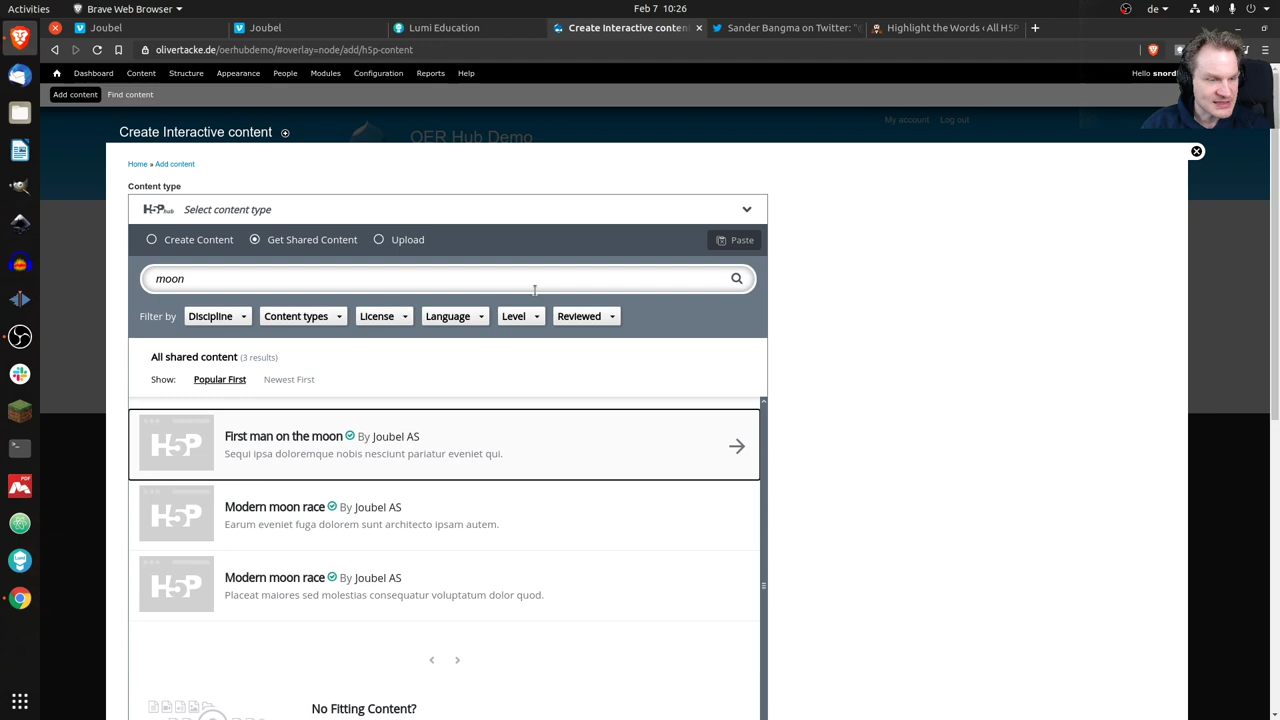 Activities
Brave Web Browser
Feb 7 10:26
de
Joubel
Joubel
Lumi Education
Create Interactive conten
Sander Bangma on Twitter: "
Highlight the Words ‹ All H5P
olivertacke.de/oerhubdemo/#overlay=node/add/h5p-content
Dashboard Content Structure Appearance People Modules Configuration Reports Help
Hello snord
Add content Find content
My account Log out
Create Interactive content
OER Hub Demo
Home » Add content
Content type
H5P hub Select content type
Create Content Get Shared Content Upload Paste
moon
Filter by Discipline Content types License Language Level Reviewed
All shared content (3 results)
Show: Popular First Newest First
H5P
First man on the moon By Joubel AS
Sequi ipsa doloremque nobis nesciunt pariatur eveniet qui.
H5P
Modern moon race By Joubel AS
Earum eveniet fuga dolorem sunt architecto ipsam autem.
H5P
Modern moon race By Joubel AS
Placeat maiores sed molestias consequatur voluptatum dolor quod.
No Fitting Content?